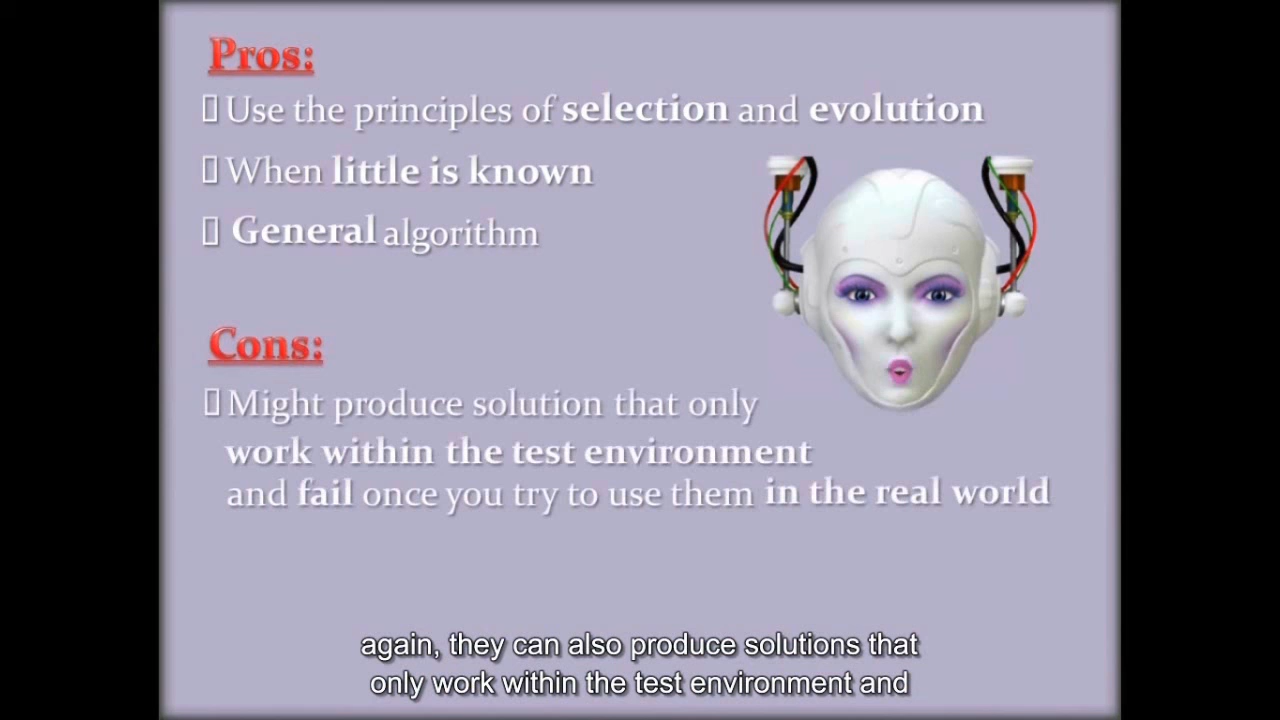 Pros:
Use the principles of selection and evolution
When little is known
General algorithm
Cons:
Might produce solution that only
work within the test environment
and fail once you try to use them in the real world
again, they can also produce solutions that
only work within the test environment and